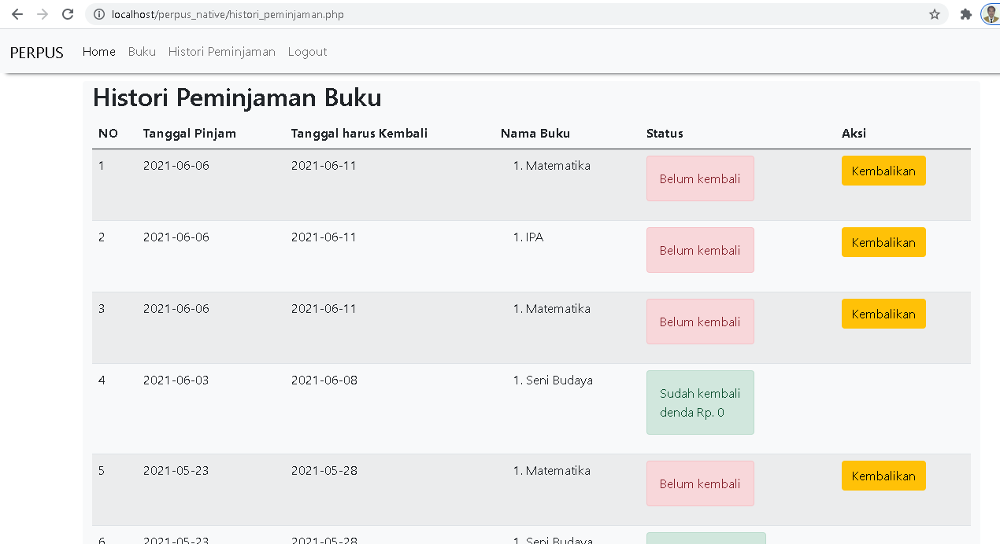 localhost/perpus_native/histori_peminjaman.php
PERPUS Home Buku Histori Peminjaman Logout
Histori Peminjaman Buku
NO Tanggal Pinjam Tanggal harus Kembali Nama Buku Status Aksi
1 2021-06-06 2021-06-11 1. Matematika Belum kembali Kembalikan
2 2021-06-06 2021-06-11 1. IPA Belum kembali Kembalikan
3 2021-06-06 2021-06-11 1. Matematika Belum kembali Kembalikan
4 2021-06-03 2021-06-08 1. Seni Budaya Sudah kembali
denda Rp. 0
5 2021-05-23 2021-05-28 1. Matematika Belum kembali Kembalikan
6 2021-05-23 2021-05-28 1. Seni Budaya